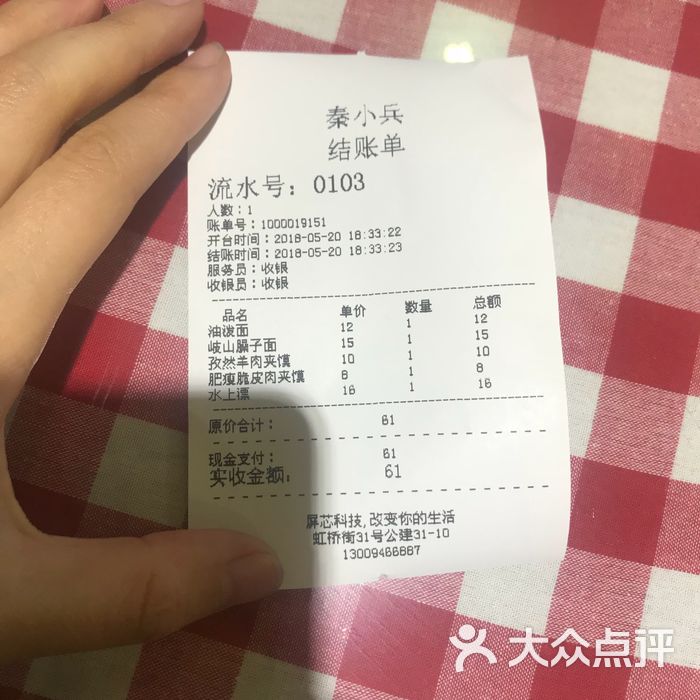 秦小兵
结账单
流水号：0103
人数：1
账单号：1000019151
开台时间：2018-05-20 18:33:22
结账时间：2018-05-20 18:33:23
服务员：收银
收银员：收银
品名 单价 数量 总额
油泼面 12 1 12
岐山臊子面 15 1 15
孜然羊肉夹馍 10 1 10
肥瘦脆皮肉夹馍 8 1 8
水上漂 16 1 16
原价合计： 61
现金支付： 61
实收金额： 61
屏芯科技,改变你的生活
虹桥街31号公建31-10
13009466887
大众点评